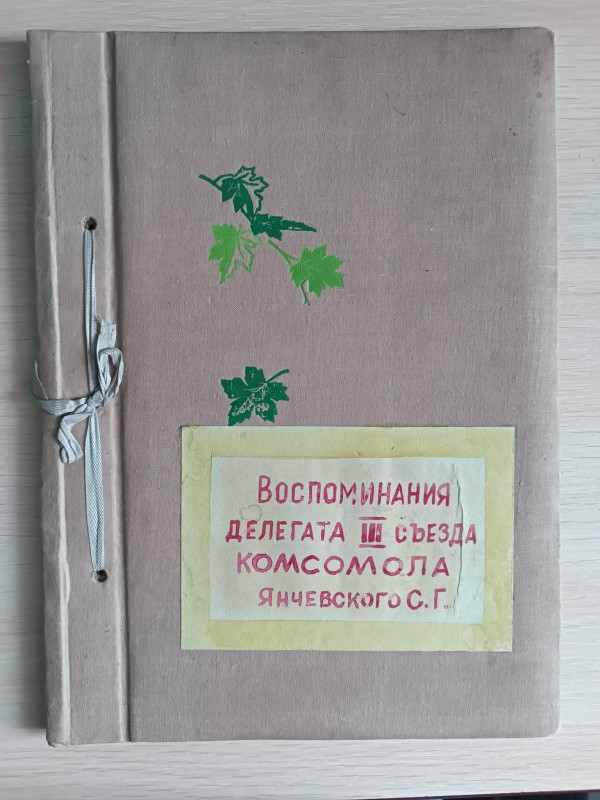 Воспоминания
делегата III съезда
комсомола
Янчевского С.Г.